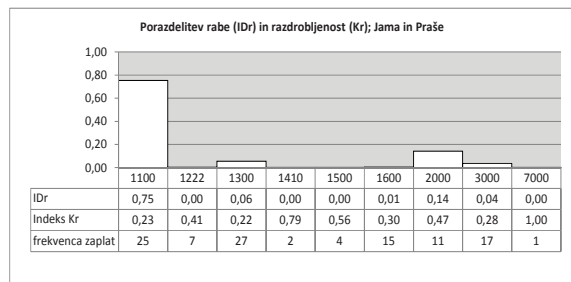 Porazdelitev rabe (IDr) in razdrobljenost (Kr); Jama in Praše
1,00
0,80
0,60
0,40
0,20
0,00
1100 1222 1300 1410 1500 1600 2000 3000 7000
IDr 0,75 0,00 0,06 0,00 0,00 0,01 0,14 0,04 0,00
Indeks Kr 0,23 0,41 0,22 0,79 0,56 0,30 0,47 0,28 1,00
frekvenca zaplat 25 7 27 2 4 15 11 17 1